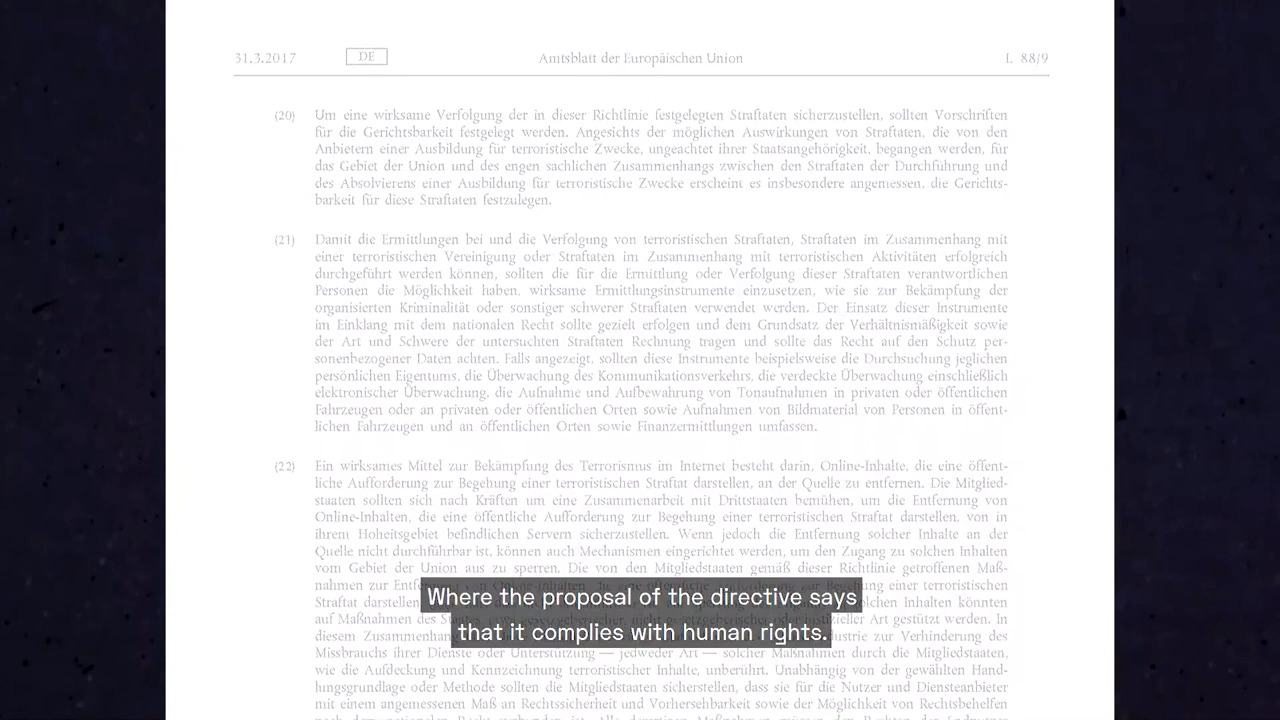 31.3.2017 DE Amtsblatt der Europäischen Union L 88/9
(20) Um eine wirksame Verfolgung der in dieser Richtlinie festgelegten Straftaten sicherzustellen, sollten Vorschriften
für die Gerichtsbarkeit festgelegt werden. Angesichts der möglichen Auswirkungen von Straftaten, die von den
Anbietern einer Ausbildung für terroristische Zwecke, ungeachtet ihrer Staatsangehörigkeit, begangen werden, für
das Gebiet der Union und des engen sachlichen Zusammenhangs zwischen den Straftaten der Durchführung und
des Absolvierens einer Ausbildung für terroristische Zwecke erscheint es insbesondere angemessen, die Gerichts-
barkeit für diese Straftaten festzulegen.
(21) Damit die Ermittlungen bei und die Verfolgung von terroristischen Straftaten, Straftaten im Zusammenhang mit
einer terroristischen Vereinigung oder Straftaten im Zusammenhang mit terroristischen Aktivitäten erfolgreich
durchgeführt werden können, sollten die für die Ermittlung oder Verfolgung dieser Straftaten verantwortlichen
Personen die Möglichkeit haben, wirksame Ermittlungsinstrumente einzusetzen, wie sie zur Bekämpfung der
organisierten Kriminalität oder sonstiger schwerer Straftaten verwendet werden. Der Einsatz dieser Instrumente
im Einklang mit dem nationalen Recht sollte gezielt erfolgen und dem Grundsatz der Verhältnismäßigkeit sowie
der Art und Schwere der untersuchten Straftaten Rechnung tragen und sollte das Recht auf den Schutz per-
sonenbezogener Daten achten. Falls angezeigt, sollten diese Instrumente beispielsweise die Durchsuchung jeglichen
persönlichen Eigentums, die Überwachung des Kommunikationsverkehrs, die verdeckte Überwachung einschließlich
elektronischer Überwachung, die Aufnahme und Aufbewahrung von Tonaufnahmen in privaten oder öffentlichen
Fahrzeugen oder an privaten oder öffentlichen Orten sowie Aufnahmen von Bildmaterial von Personen in öffent-
lichen Fahrzeugen und an öffentlichen Orten sowie Finanzermittlungen umfassen.
(22) Ein wirksames Mittel zur Bekämpfung des Terrorismus im Internet besteht darin, Online-Inhalte, die eine öffent-
liche Aufforderung zur Begehung einer terroristischen Straftat darstellen, an der Quelle zu entfernen. Die Mitglied-
staaten sollten sich nach Kräften um eine Zusammenarbeit mit Drittstaaten bemühen, um die Entfernung von
Online-Inhalten, die eine öffentliche Aufforderung zur Begehung einer terroristischen Straftat darstellen, von in
ihrem Hoheitsgebiet befindlichen Servern sicherzustellen. Wenn jedoch die Entfernung solcher Inhalte an der
Quelle nicht durchführbar ist, können auch Mechanismen eingerichtet werden, um den Zugang zu solchen Inhalten
vom Gebiet der Union aus zu sperren. Die von den Mitgliedstaaten gemäß dieser Richtlinie getroffenen Maß-
nahmen zur einer terroristischen
Where the proposal of the directive says
Straftat darstellen Inhalten könnten
auf Maßnahmen des Art gestützt werden. In
that it complies with human rights.
diesem Zusammenhang zur Verhinderung des
Missbrauchs ihrer Dienste oder Unterstützung — jedweder Art — solcher Maßnahmen durch die Mitgliedstaaten,
wie die Aufdeckung und Kennzeichnung terroristischer Inhalte, unberührt. Unabhängig von der gewählten Hand-
lungsgrundlage oder Methode sollten die Mitgliedstaaten sicherstellen, dass sie für die Nutzer und Diensteanbieter
mit einem angemessenen Maß an Rechtssicherheit und Vorhersehbarkeit sowie der Möglichkeit von Rechtsbehelfen